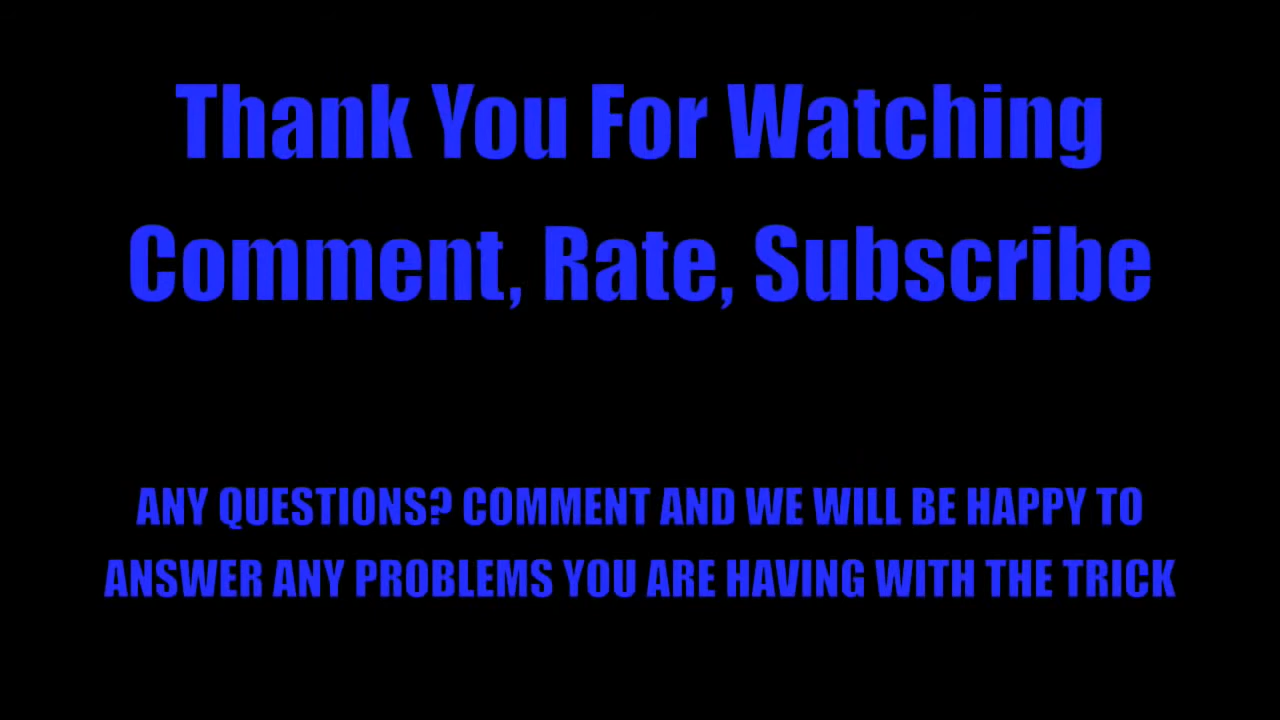 Thank You For Watching
Comment, Rate, Subscribe
ANY QUESTIONS? COMMENT AND WE WILL BE HAPPY TO
ANSWER ANY PROBLEMS YOU ARE HAVING WITH THE TRICK